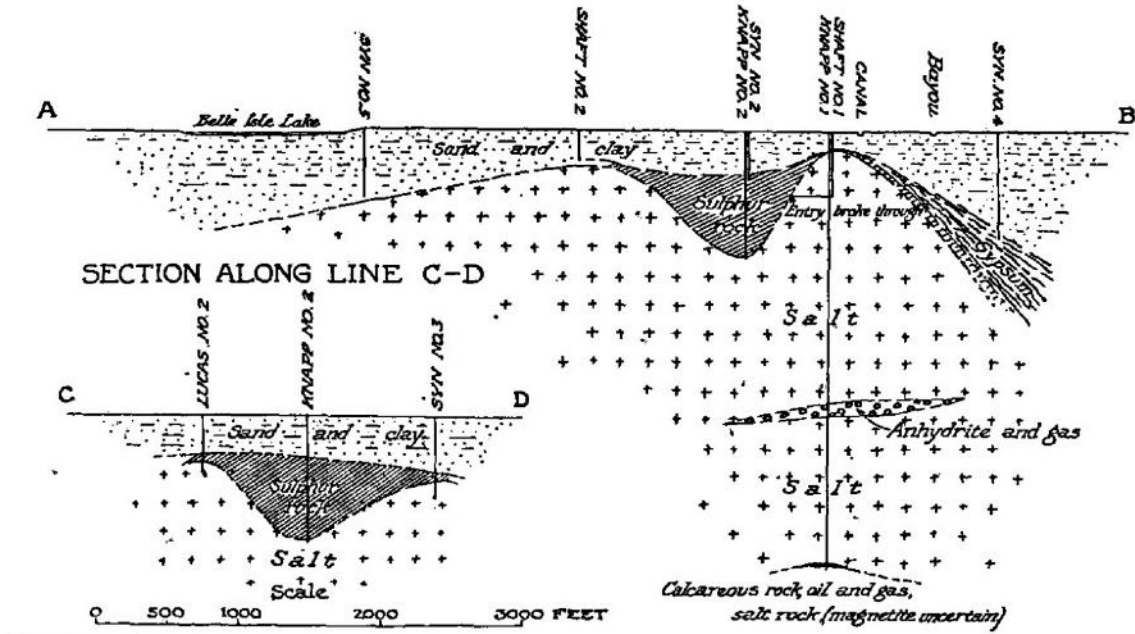 SYN NO.5
SHAFT NO.2
SYN. NO.2
KNAPP NO.2
SHAFT NO.1
KNAPP NO.1
CANAL
Bayou
SYN. NO.4
A
B
Belle Isle Lake
Sand and clay
Sulphur
rock
Entry broke through
Gypsum
SECTION ALONG LINE C-D
Salt
LUCAS NO.2
KNAPP NO.2
SYN NO.3
C
D
Sand and clay
Anhydrite and gas
Sulphur
rock
Salt
Salt
Scale
Calcareous rock oil and gas,
salt rock (magnetite uncertain)
0 500 1000 2000 3000 FEET